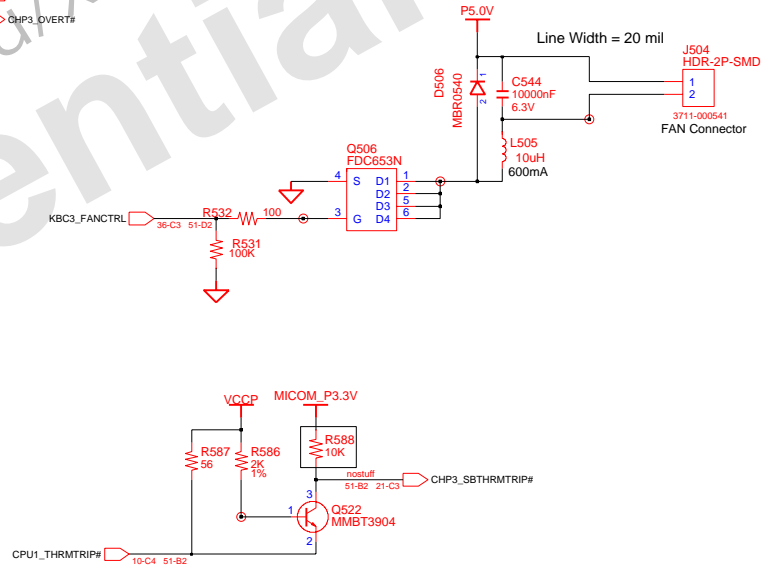 CHP3_OVERT#
P5.0V
Line Width = 20 mil
J504
HDR-2P-SMD
D506
MBR0540
1
2
C544
10000nF
6.3V
1
2
3711-000541
FAN Connector
L505
10uH
600mA
Q506
FDC653N
4 S D1 1
D2 2
D3 5
3 G D4 6
KBC3_FANCTRL
36-C3 51-D2
R532
100
R531
100K
ential
VCCP
MICOM_P3.3V
R587
56
R586
2K
1%
R588
10K
nostuff
51-B2 21-C3
CHP3_SBTHRMTRIP#
3
1
Q522
MMBT3904
2
CPU1_THRMTRIP#
10-C4 51-B2